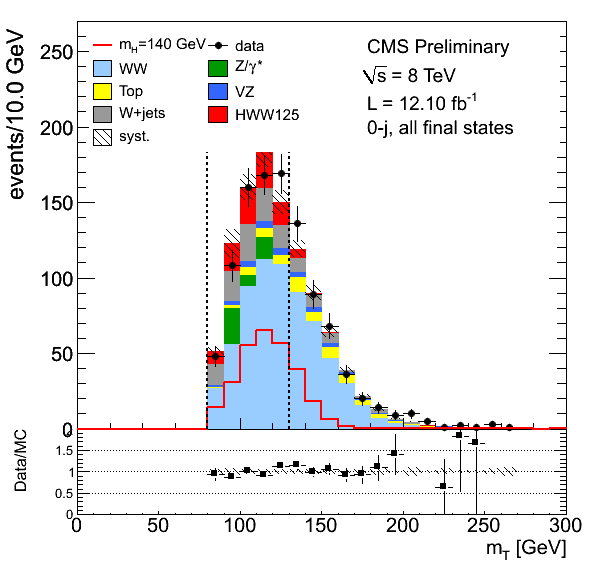 events/10.0 GeV
250
200
150
100
50
0
m_H=140 GeV
data
WW
Z/γ*
Top
VZ
W+jets
HWW125
syst.
CMS Preliminary
√s = 8 TeV
L = 12.10 fb⁻¹
0-j, all final states
Data/MC
2
1.5
1
0.5
0
0 50 100 150 200 250 300
m_T [GeV]